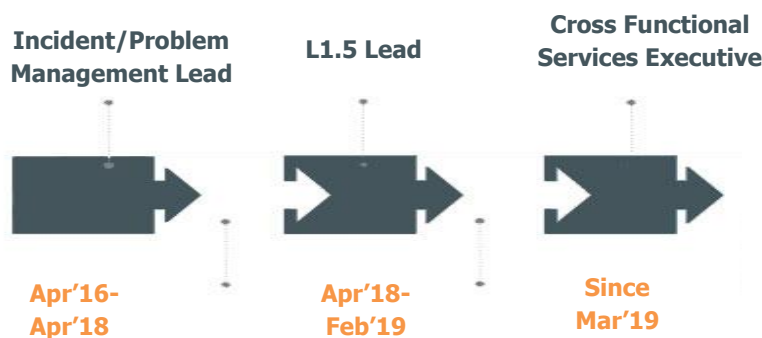 Incident/Problem
Management Lead
L1.5 Lead
Cross Functional
Services Executive
Apr’16-
Apr’18
Apr’18-
Feb’19
Since
Mar’19